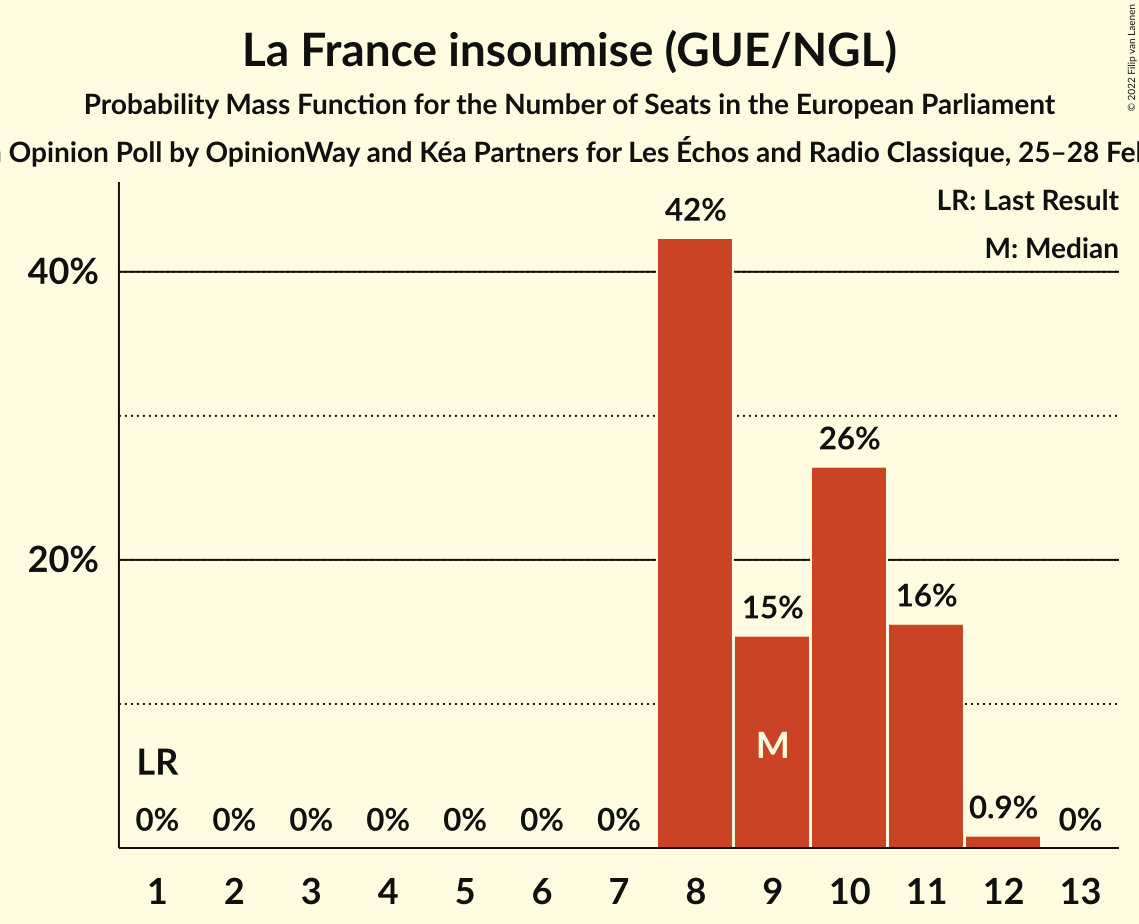 La France insoumise (GUE/NGL)
Probability Mass Function for the Number of Seats in the European Parliament
Opinion Poll by OpinionWay and Kéa Partners for Les Échos and Radio Classique, 25–28
© 2022 Filip van Laenen
LR: Last Result
M: Median
42%
40%
26%
20%
15%
16%
M
LR
0% 0% 0% 0% 0% 0% 0% 0.9% 0%
1 2 3 4 5 6 7 8 9 10 11 12 13